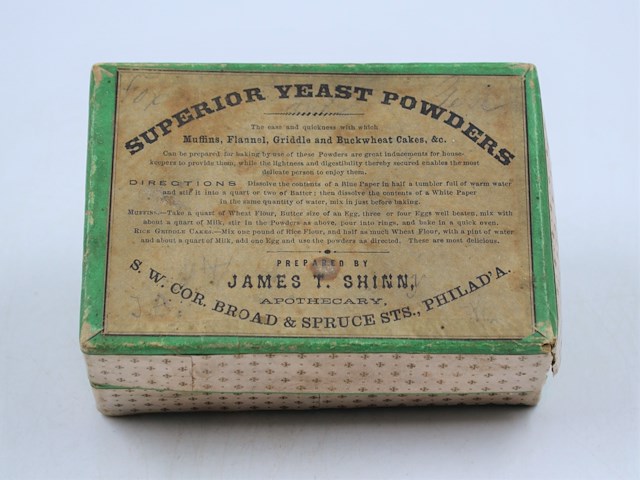 SUPERIOR YEAST POWDERS
The ease and quickness with which
Muffins, Flannel, Griddle and Buckwheat Cakes, &c.
Can be prepared for baking by use of these Powders are great inducements for house-
keepers to provide them, while the lightness and digestibility thereby secured enables the most
delicate person to enjoy them.
DIRECTIONS Dissolve the contents of a Blue Paper in half a tumbler full of warm water
and stir it into a quart or two of Batter; then dissolve the contents of a White Paper
in the same quantity of water, mix in just before baking.
MUFFINS.—Take a quart of Wheat Flour, Butter size of an Egg, three or four Eggs well beaten, mix with
about a quart of Milk, stir in the Powders as above, pour into rings, and bake in a quick oven.
RICE GRIDDLE CAKES.—Mix one pound of Rice Flour, and half as much Wheat Flour, with a pint of water
and about a quart of Milk, add one Egg and use the powders as directed. These are most delicious.
PREPARED BY
JAMES T. SHINN,
APOTHECARY,
S. W. COR. BROAD & SPRUCE STS., PHILAD'A.